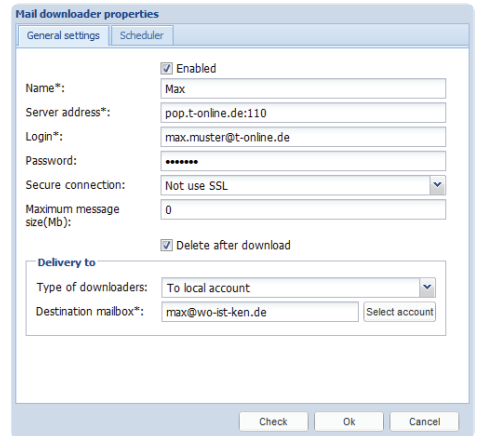 Mail downloader properties
General settings Scheduler
Enabled
Name*: Max
Server address*: pop.t-online.de:110
Login*: max.muster@t-online.de
Password: •••••••
Secure connection: Not use SSL
Maximum message size(Mb): 0
Delete after download
Delivery to
Type of downloaders: To local account
Destination mailbox*: max@wo-ist-ken.de Select account
Check Ok Cancel